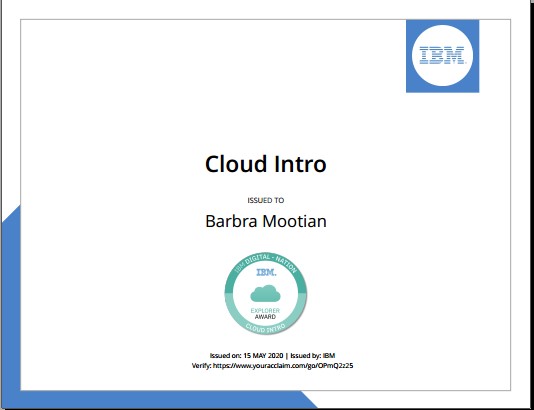 IBM.
Cloud Intro
ISSUED TO
Barbra Mootian
IBM DIGITAL - NATION
IBM.
EXPLORER
AWARD
CLOUD INTRO
Issued on: 15 MAY 2020 | Issued by: IBM
Verify: https://www.youracclaim.com/go/OPmQ2z25